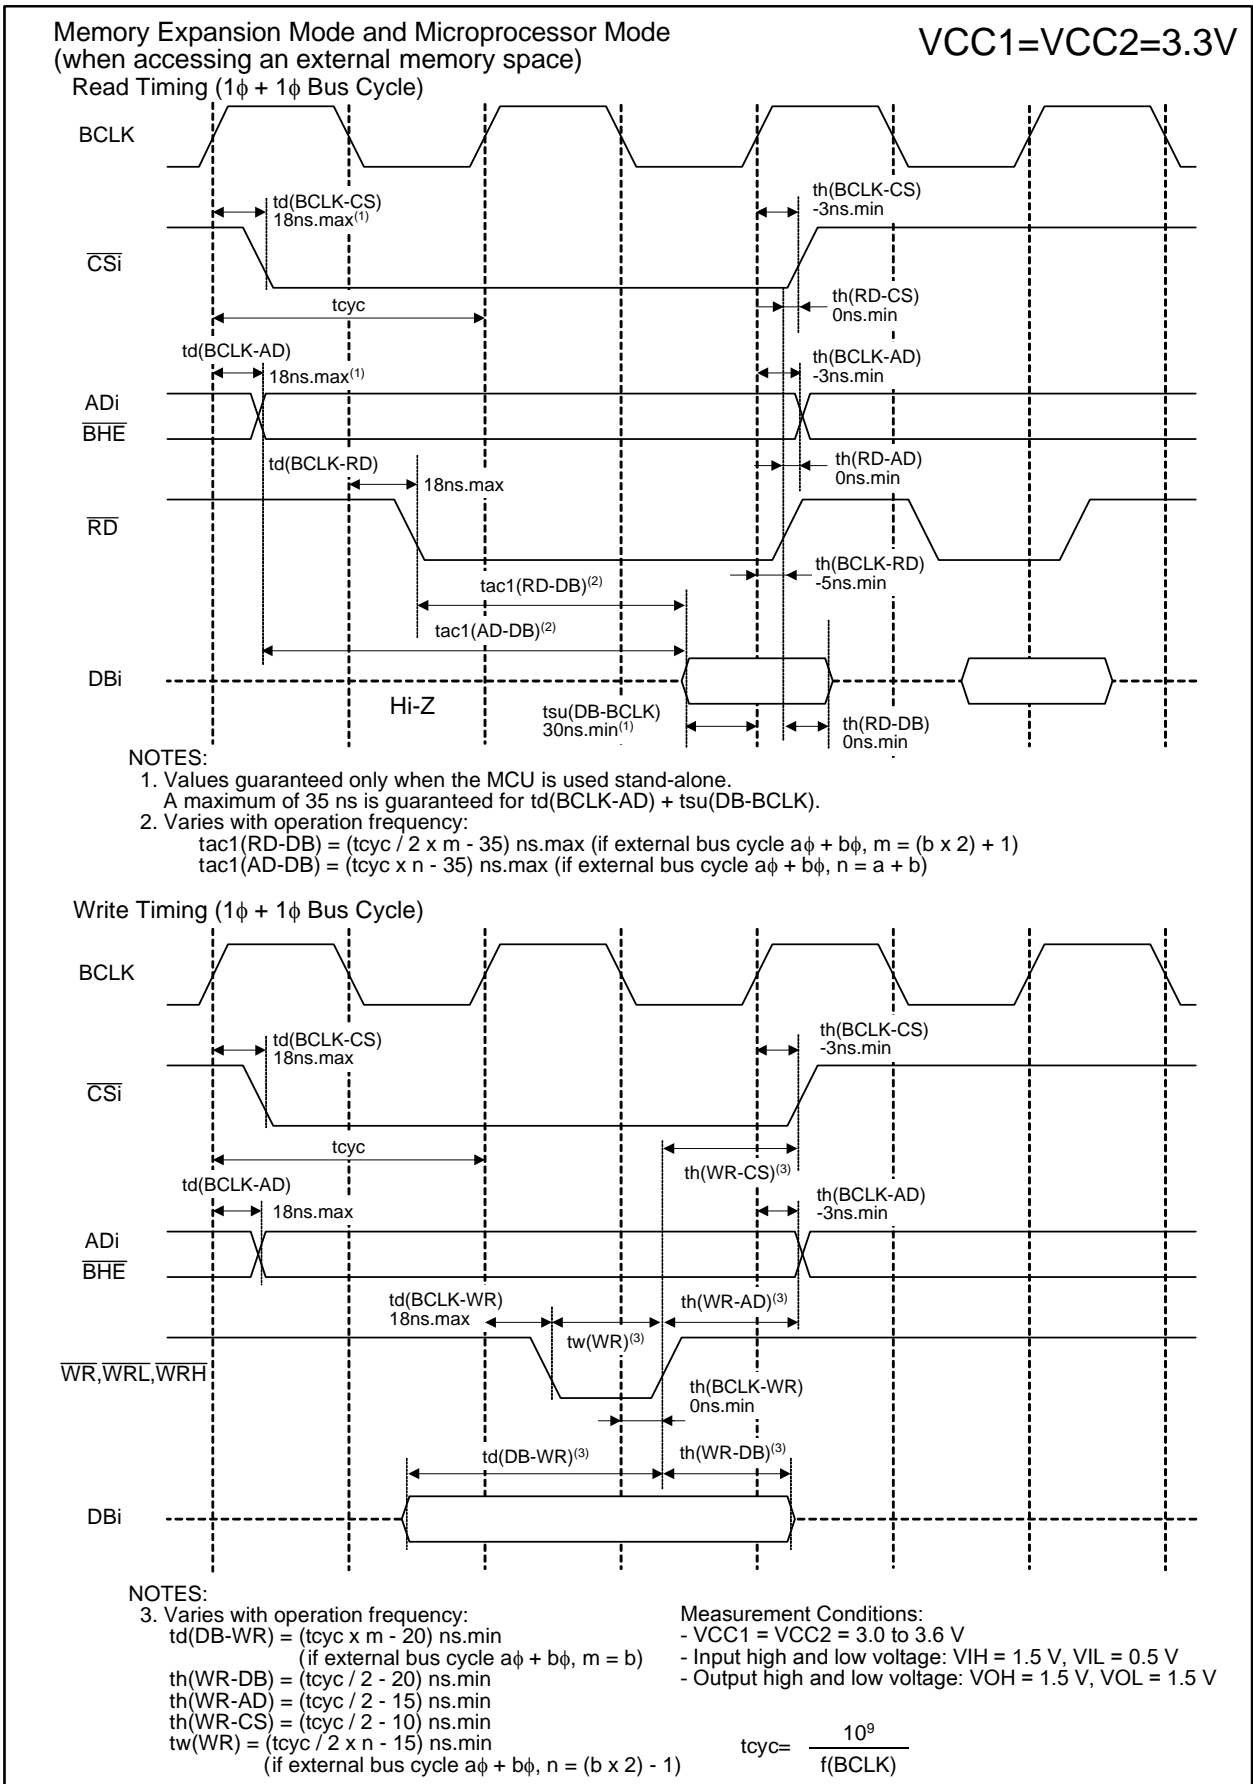 Memory Expansion Mode and Microprocessor Mode
(when accessing an external memory space)
VCC1=VCC2=3.3V
Read Timing (1ϕ + 1ϕ Bus Cycle)
BCLK
td(BCLK-CS)
18ns.max(1)
th(BCLK-CS)
-3ns.min
CSi
tcyc
th(RD-CS)
0ns.min
td(BCLK-AD)
18ns.max(1)
th(BCLK-AD)
-3ns.min
ADi
BHE
td(BCLK-RD)
18ns.max
th(RD-AD)
0ns.min
RD
th(BCLK-RD)
-5ns.min
tac1(RD-DB)(2)
tac1(AD-DB)(2)
DBi
Hi-Z
tsu(DB-BCLK)
30ns.min(1)
th(RD-DB)
0ns.min
NOTES:
1. Values guaranteed only when the MCU is used stand-alone.
A maximum of 35 ns is guaranteed for td(BCLK-AD) + tsu(DB-BCLK).
2. Varies with operation frequency:
tac1(RD-DB) = (tcyc / 2 x m - 35) ns.max (if external bus cycle aϕ + bϕ, m = (b x 2) + 1)
tac1(AD-DB) = (tcyc x n - 35) ns.max (if external bus cycle aϕ + bϕ, n = a + b)
Write Timing (1ϕ + 1ϕ Bus Cycle)
BCLK
td(BCLK-CS)
18ns.max
th(BCLK-CS)
-3ns.min
CSi
tcyc
th(WR-CS)(3)
td(BCLK-AD)
18ns.max
th(BCLK-AD)
-3ns.min
ADi
BHE
td(BCLK-WR)
18ns.max
tw(WR)(3)
th(WR-AD)(3)
WR,WRL,WRH
th(BCLK-WR)
0ns.min
td(DB-WR)(3)
th(WR-DB)(3)
DBi
NOTES:
3. Varies with operation frequency:
td(DB-WR) = (tcyc x m - 20) ns.min
(if external bus cycle aϕ + bϕ, m = b)
th(WR-DB) = (tcyc / 2 - 20) ns.min
th(WR-AD) = (tcyc / 2 - 15) ns.min
th(WR-CS) = (tcyc / 2 - 10) ns.min
tw(WR) = (tcyc / 2 x n - 15) ns.min
(if external bus cycle aϕ + bϕ, n = (b x 2) - 1)
Measurement Conditions:
- VCC1 = VCC2 = 3.0 to 3.6 V
- Input high and low voltage: VIH = 1.5 V, VIL = 0.5 V
- Output high and low voltage: VOH = 1.5 V, VOL = 1.5 V
10⁹
tcyc=
f(BCLK)